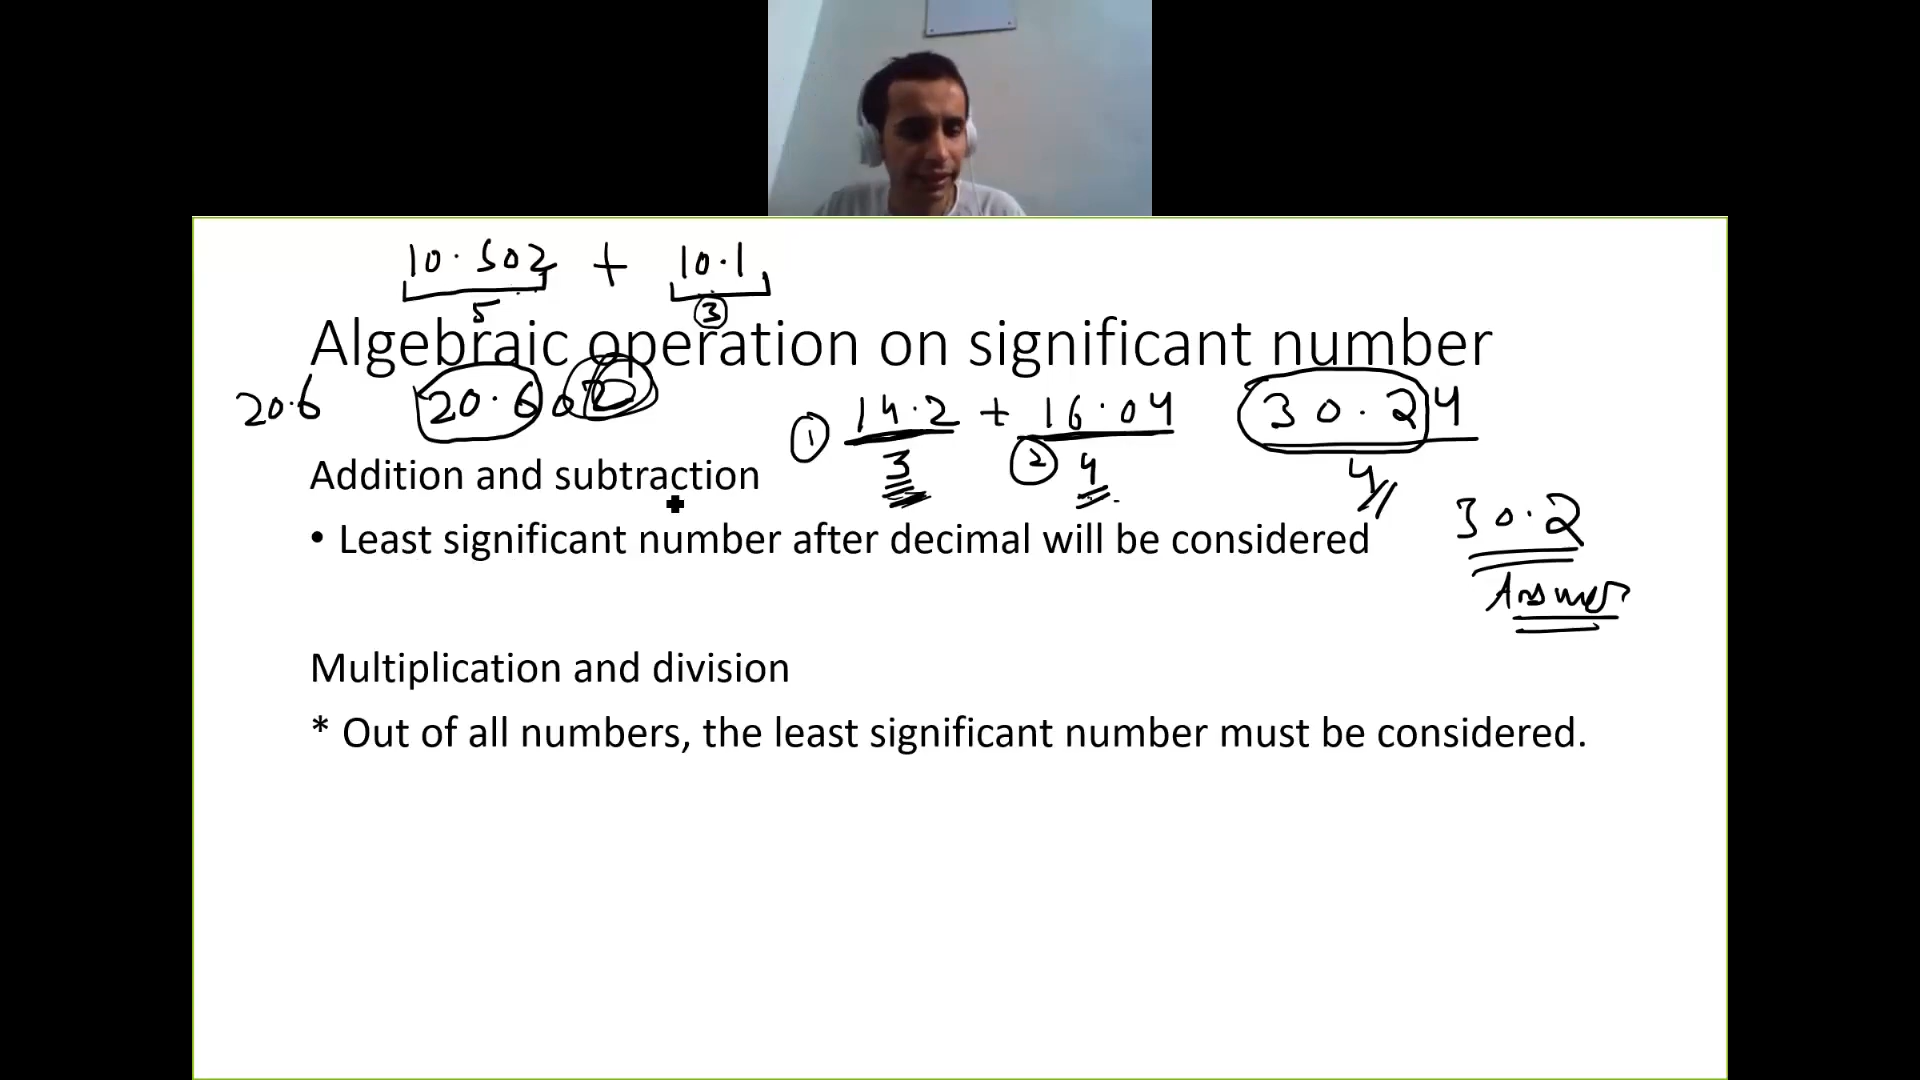 10.502 + 10.1
5 3
Algebraic operation on significant number
20.6 20.602 1 14.2 + 16.04 30.24
3 2 4 4
Addition and subtraction
• Least significant number after decimal will be considered
30.2
Answer
Multiplication and division
* Out of all numbers, the least significant number must be considered.